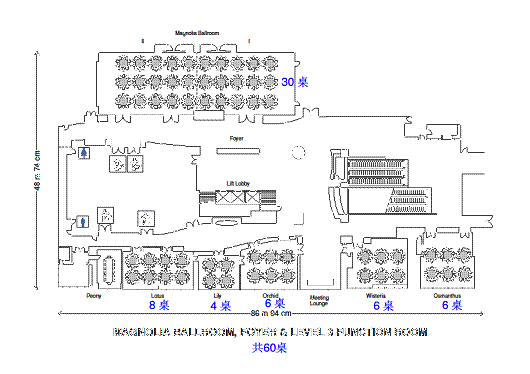 Magnolia Ballroom
II I
30 桌
Foyer
Lift Lobby
48 m 74 cm
Peony Lotus Lily Orchid Meeting Lounge Wisteria Osmanthus
8 桌 4 桌 6 桌 6 桌 6 桌
86 m 94 cm
MAGNOLIA BALLROOM, FOYER & LEVEL 3 FUNCTION ROOM
共60桌